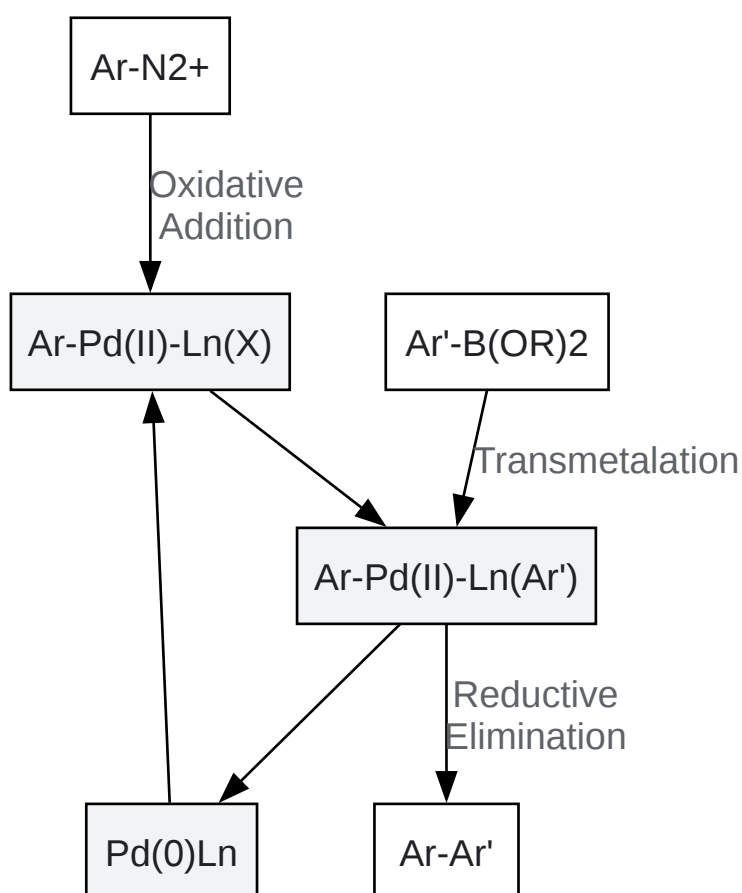 Ar-N2+
Oxidative
Addition
Ar-Pd(II)-Ln(X)
Ar'-B(OR)2
Transmetalation
Ar-Pd(II)-Ln(Ar')
Reductive
Elimination
Pd(0)Ln
Ar-Ar'